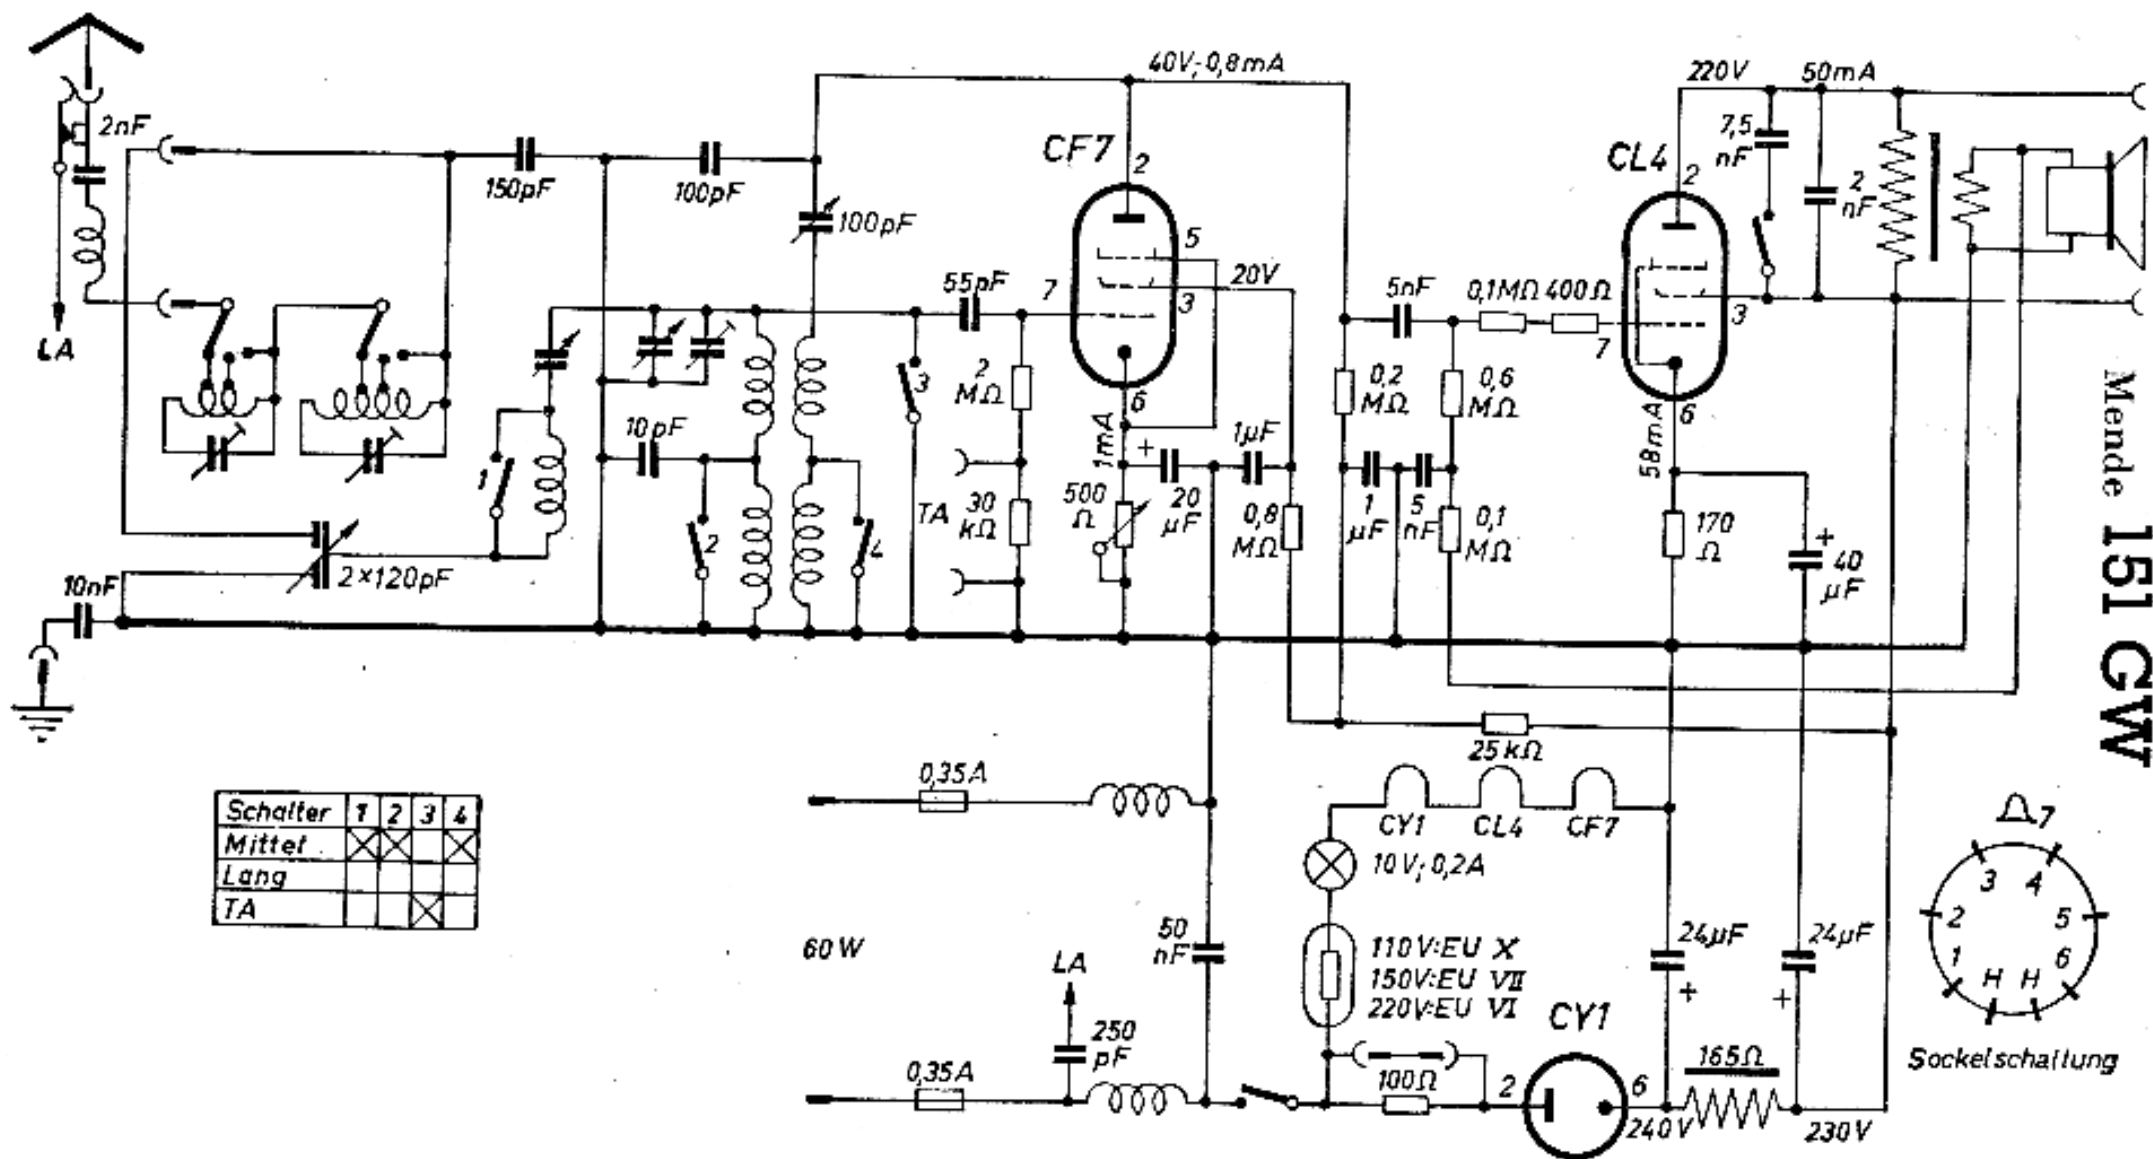 40V; 0,8mA
220V
50mA
2nF
CF7
7,5 nF
CL4
2
2
150pF
100pF
2 nF
100pF
5
20V
55pF
7
3
5nF
0,1MΩ
400Ω
3
7
LA
3
2 MΩ
6
0,2 MΩ
0,6 MΩ
6
10pF
1µF
1mA
+
58mA
1
TA
30 kΩ
500 Ω
20 µF
0,8 MΩ
1 µF
5 nF
0,1 MΩ
170 Ω
+
40 µF
2
4
2×120pF
10nF
Mende 151 GW
25kΩ
0,35A
CY1
CL4
CF7
Schalter 1 2 3 4
Mittel
Lang
TA
10V; 0,2A
7
3
4
2
5
1
6
H
H
60W
50 nF
LA
110V:EU X
150V:EU VII
220V:EU VI
24µF
24µF
+
+
250 pF
CY1
165Ω
Sockelschaltung
0,35A
100Ω
2
6
240V
230V